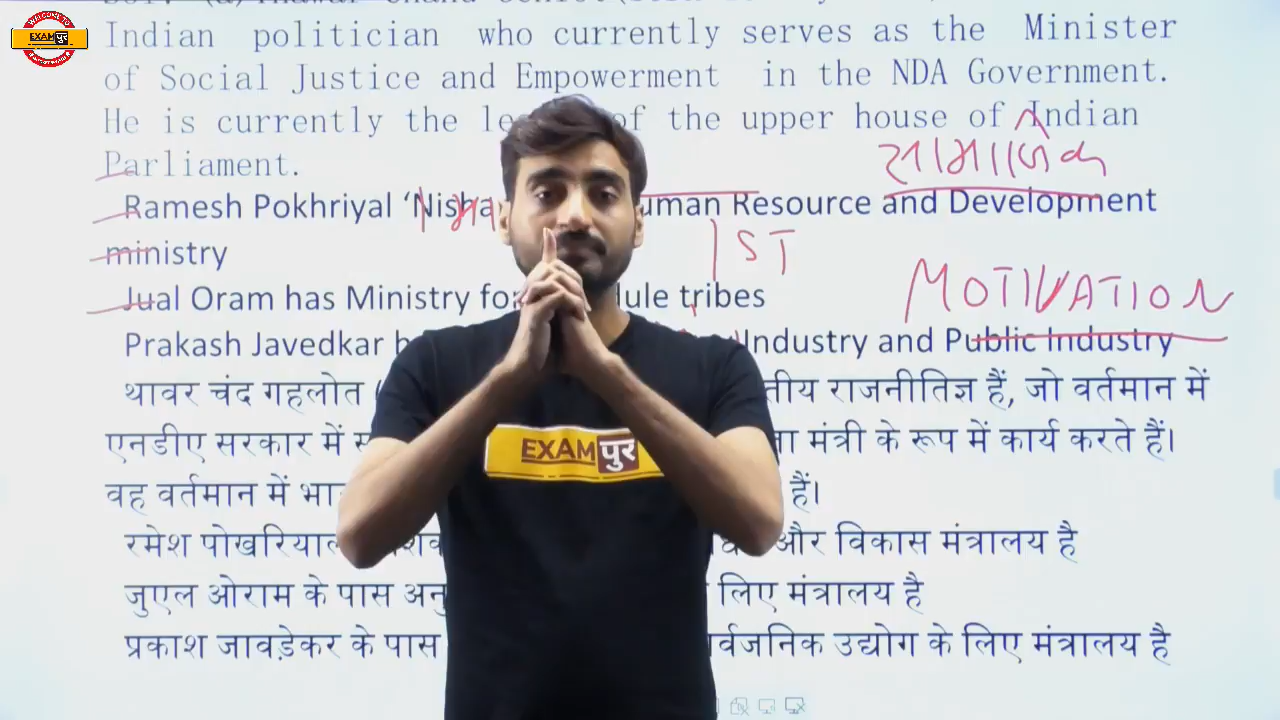 WELCOME TO
EXAMपुर
Indian politician who currently serves as the Minister
of Social Justice and Empowerment in the NDA Government.
He is currently the of the upper house of Indian
Parliament.
सामाजिक
Ramesh Pokhriyal ‘Nisha uman Resource and Development
ministry
1ST
MOTIVATION
Jual Oram has Ministry fo dule tribes
Prakash Javedkar Industry and Public Industry
थावर चंद गहलोत तीय राजनीतिज्ञ हैं, जो वर्तमान में
एनडीए सरकार में मंत्री के रूप में कार्य करते हैं।
वह वर्तमान में भा हैं।
रमेश पोखरियाल और विकास मंत्रालय है
जुएल ओराम के पास अनु लिए मंत्रालय है
प्रकाश जावड़ेकर के पास र्वजनिक उद्योग के लिए मंत्रालय है
EXAMपुर